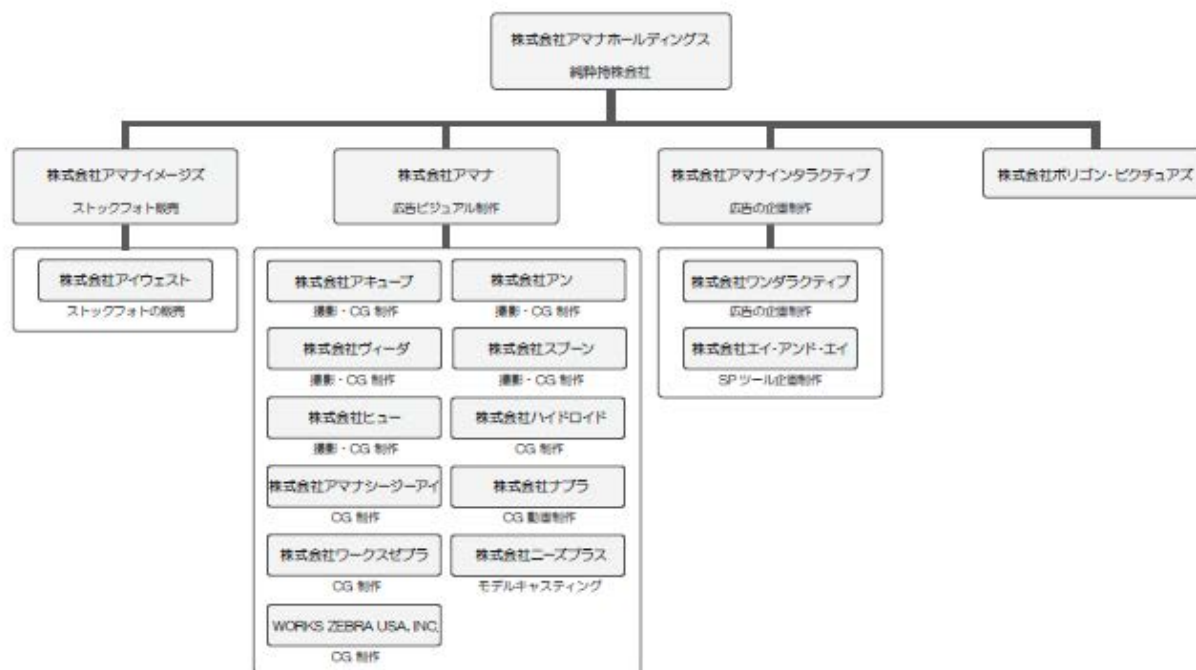 株式会社アマナホールディングス
純粋持株会社
株式会社アマナイメージズ
ストックフォト販売
株式会社アマナ
広告ビジュアル制作
株式会社アマナインタラクティブ
広告の企画制作
株式会社ポリゴン・ピクチュアズ
株式会社アイウェスト
ストックフォトの販売
株式会社アキューブ
撮影・CG 制作
株式会社アン
撮影・CG 制作
株式会社ヴィーダ
撮影・CG 制作
株式会社スプーン
撮影・CG 制作
株式会社ヒュー
撮影・CG 制作
株式会社ハイドロイド
CG 制作
株式会社アマナシージーアイ
CG 制作
株式会社ナブラ
CG 動画制作
株式会社ワークスゼブラ
CG 制作
株式会社ニーズプラス
モデルキャスティング
WORKS ZEBRA USA, INC.
CG 制作
株式会社ワンダラクティブ
広告の企画制作
株式会社エイ・アンド・エイ
SP ツール企画制作